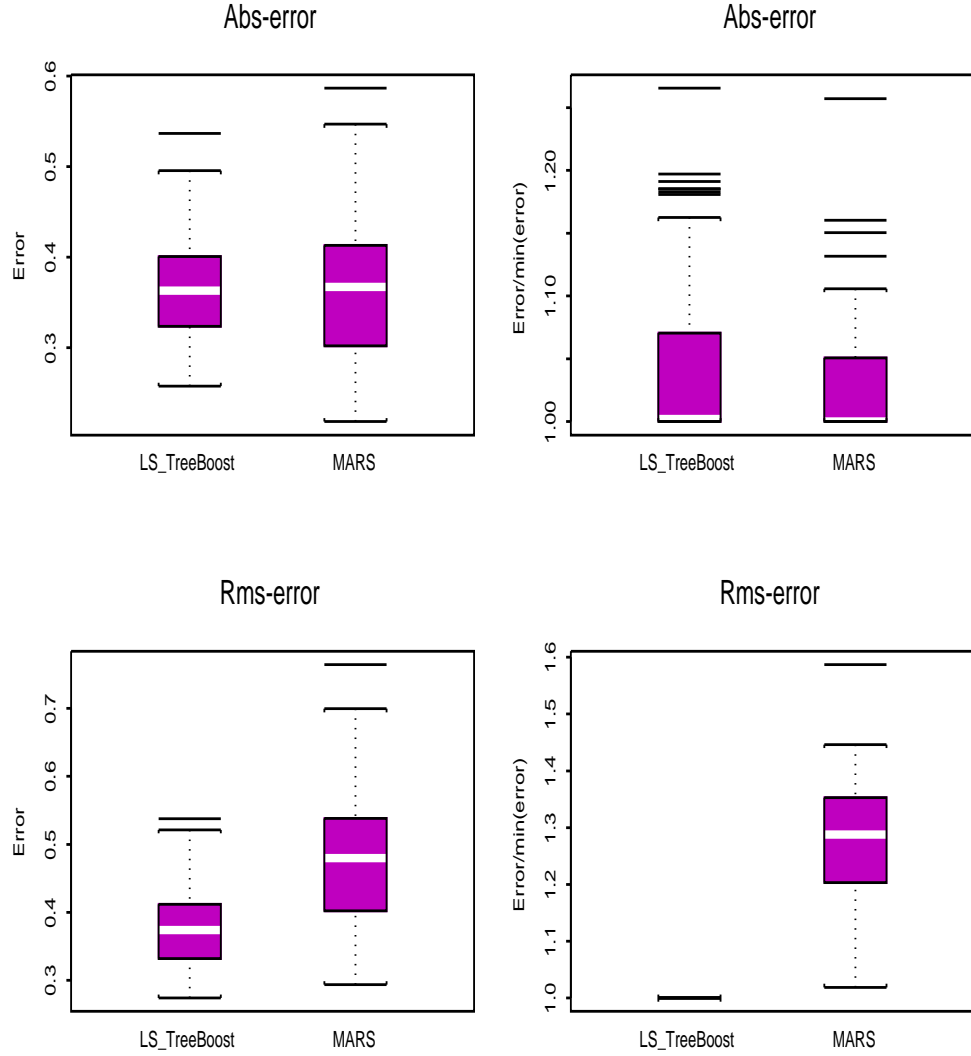 Abs-error
Error
0.6
0.5
0.4
0.3
LS_TreeBoost MARS
Abs-error
Error/min(error)
1.20
1.10
1.00
LS_TreeBoost MARS
Rms-error
Error
0.7
0.6
0.5
0.4
0.3
LS_TreeBoost MARS
Rms-error
Error/min(error)
1.6
1.5
1.4
1.3
1.2
1.1
1.0
LS_TreeBoost MARS